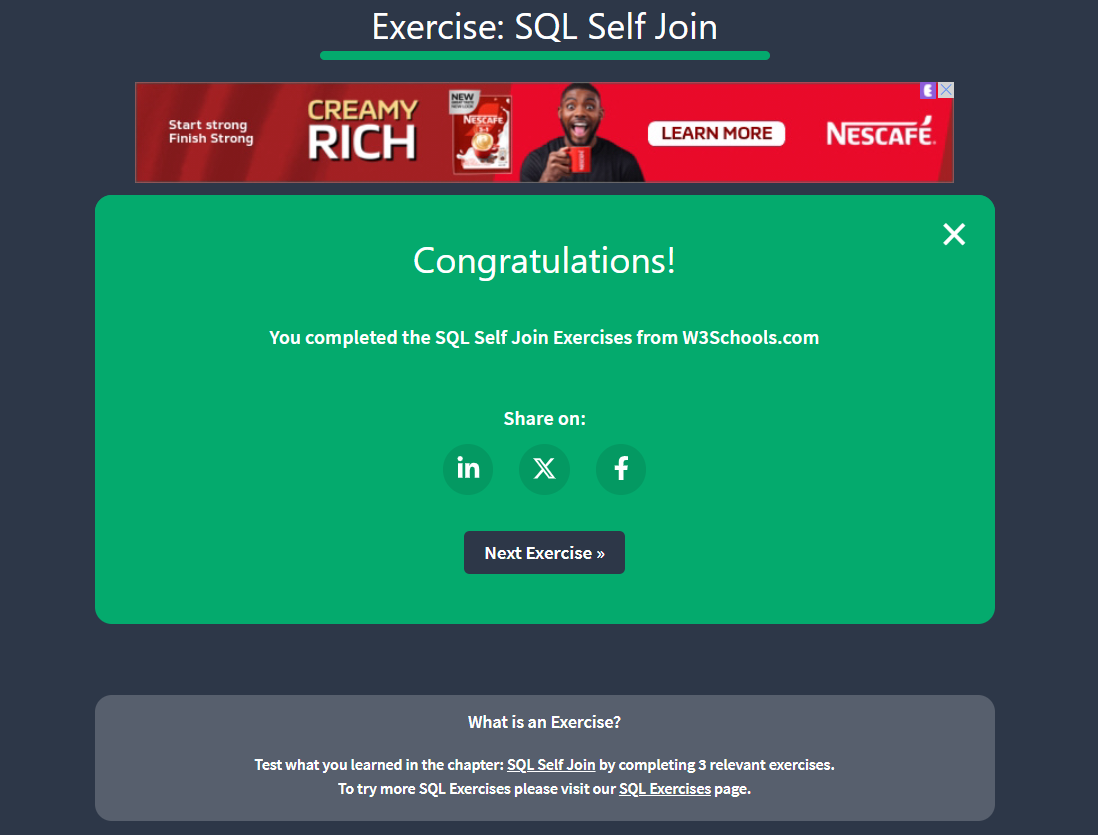 Exercise: SQL Self Join
Start strong
Finish Strong
CREAMY
RICH
NEW
NESCAFÉ
LEARN MORE
NESCAFÉ.
Congratulations!
You completed the SQL Self Join Exercises from W3Schools.com
Share on:
in X f
Next Exercise »
What is an Exercise?
Test what you learned in the chapter: SQL Self Join by completing 3 relevant exercises.
To try more SQL Exercises please visit our SQL Exercises page.